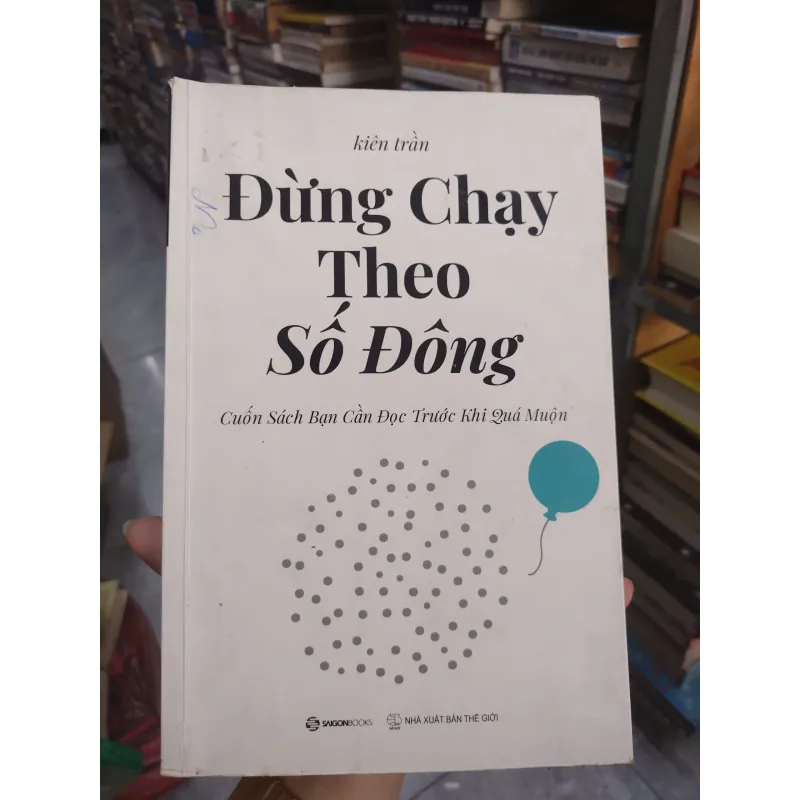 kiên trần
Đừng Chạy
Theo
Số Đông
Cuốn Sách Bạn Cần Đọc Trước Khi Quá Muộn
SAIGONBOOKS
NHÀ XUẤT BẢN THẾ GIỚI